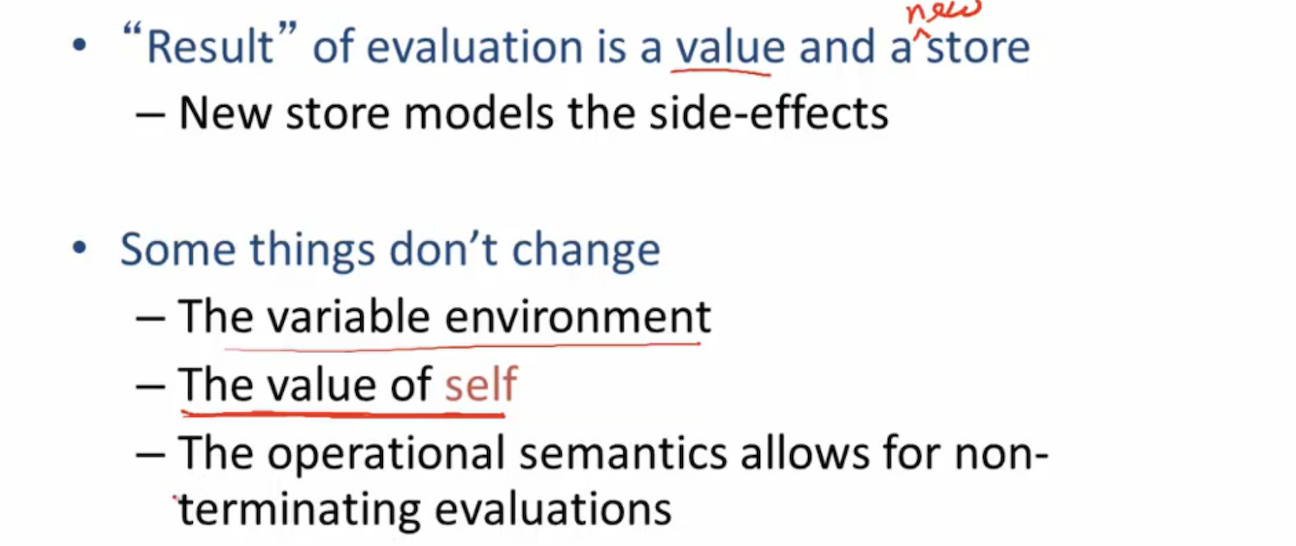 • “Result” of evaluation is a value and a ^new store
– New store models the side-effects
• Some things don’t change
– The variable environment
– The value of self
– The operational semantics allows for non-
terminating evaluations